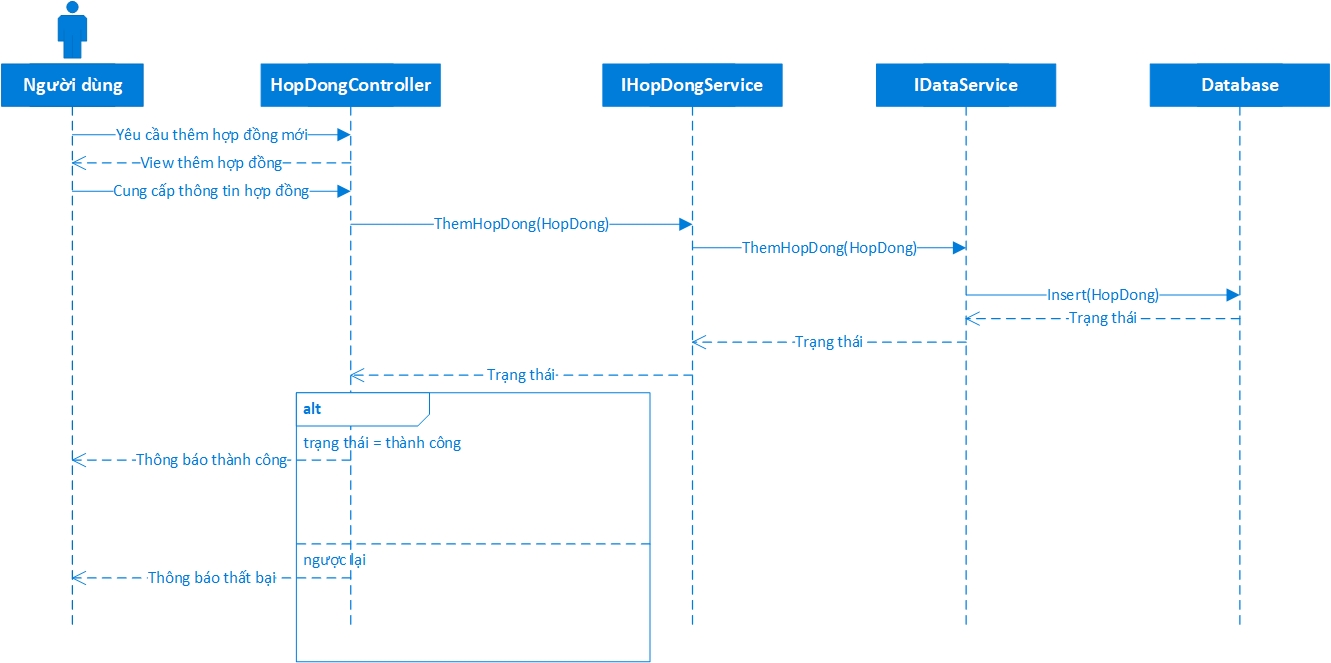 Người dùng
HopDongController
IHopDongService
IDataService
Database
Yêu cầu thêm hợp đồng mới
View thêm hợp đồng
Cung cấp thông tin hợp đồng
ThemHopDong(HopDong)
ThemHopDong(HopDong)
Insert(HopDong)
Trạng thái
Trạng thái
Trạng thái
alt
trạng thái = thành công
Thông báo thành công
ngược lại
Thông báo thất bại